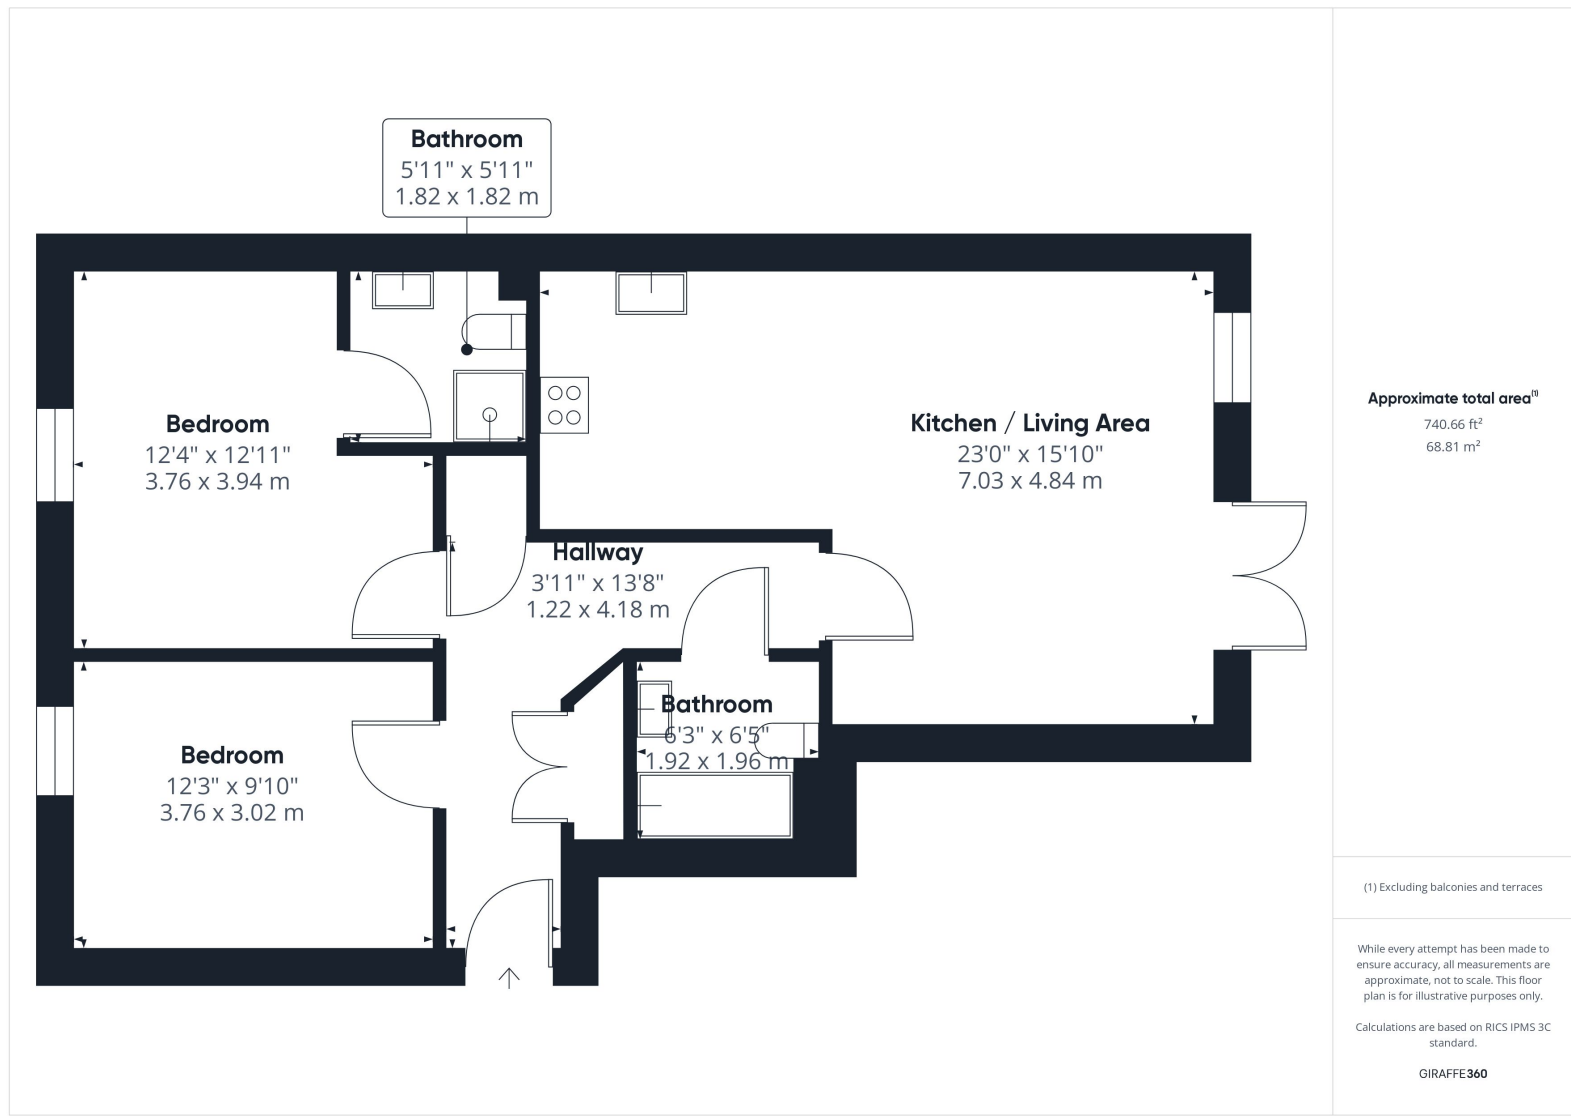 Bathroom
5'11" x 5'11"
1.82 x 1.82 m
Bedroom
12'4" x 12'11"
3.76 x 3.94 m
Kitchen / Living Area
23'0" x 15'10"
7.03 x 4.84 m
Hallway
3'11" x 13'8"
1.22 x 4.18 m
Bathroom
6'3" x 6'5"
1.92 x 1.96 m
Bedroom
12'3" x 9'10"
3.76 x 3.02 m
Approximate total area⁽¹⁾
740.66 ft²
68.81 m²
(1) Excluding balconies and terraces
While every attempt has been made to
ensure accuracy, all measurements are
approximate, not to scale. This floor
plan is for illustrative purposes only.
Calculations are based on RICS IPMS 3C
standard.
GIRAFFE360